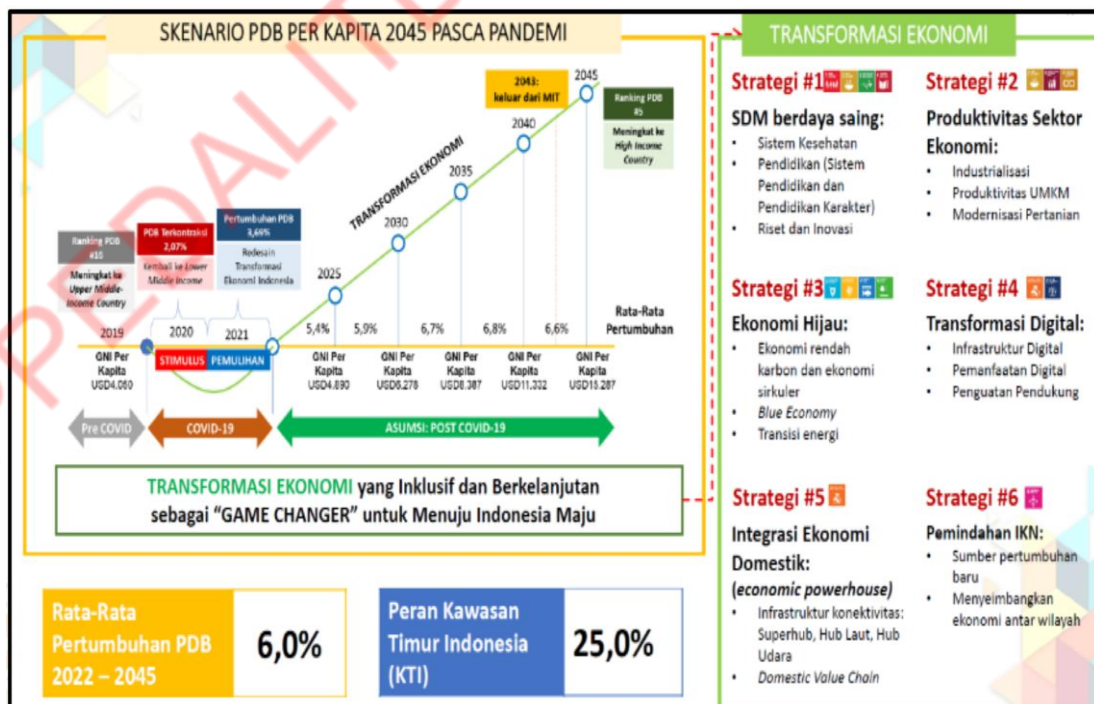 SKENARIO PDB PER KAPITA 2045 PASCA PANDEMI
2045
2043:
keluar dari MIT
Ranking PDB
#5
Meningkat ke
High Income
Country
2040
TRANSFORMASI EKONOMI
2035
2030
2025
Ranking PDB
Meningkat ke
Upper Middle-
Income Country
PDB Terkontraksi
2,07%
Kembali ke Lower
Middle Income
Pertumbuhan PDB
3,69%
Redesain
Transformasi
Ekonomi Indonesia
2019
2020
2021
STIMULUS
PEMULIHAN
5,4%
5,9%
6,7%
6,8%
6,6%
Rata-Rata
Pertumbuhan
GNI Per
Kapita
USD4.050
GNI Per
Kapita
USD4.890
GNI Per
Kapita
GNI Per
Kapita
GNI Per
Kapita
USD11.332
GNI Per
Kapita
Pre COVID
COVID-19
ASUMSI: POST COVID-19
TRANSFORMASI EKONOMI yang Inklusif dan Berkelanjutan
sebagai "GAME CHANGER" untuk Menuju Indonesia Maju
Rata-Rata
Pertumbuhan PDB
2022 – 2045
6,0%
Peran Kawasan
Timur Indonesia
(KTI)
25,0%
TRANSFORMASI EKONOMI
Strategi #1
SDM berdaya saing:
• Sistem Kesehatan
• Pendidikan (Sistem
Pendidikan dan
Pendidikan Karakter)
• Riset dan Inovasi
Strategi #2
Produktivitas Sektor
Ekonomi:
• Industrialisasi
• Produktivitas UMKM
• Modernisasi Pertanian
Strategi #3
Ekonomi Hijau:
• Ekonomi rendah
karbon dan ekonomi
sirkuler
• Blue Economy
• Transisi energi
Strategi #4
Transformasi Digital:
• Infrastruktur Digital
• Pemanfaatan Digital
• Penguatan Pendukung
Strategi #5
Integrasi Ekonomi
Domestik:
(economic powerhouse)
• Infrastruktur konektivitas:
Superhub, Hub Laut, Hub
Udara
• Domestic Value Chain
Strategi #6
Pemindahan IKN:
• Sumber pertumbuhan
baru
• Menyeimbangkan
ekonomi antar wilayah
PPEDALITE